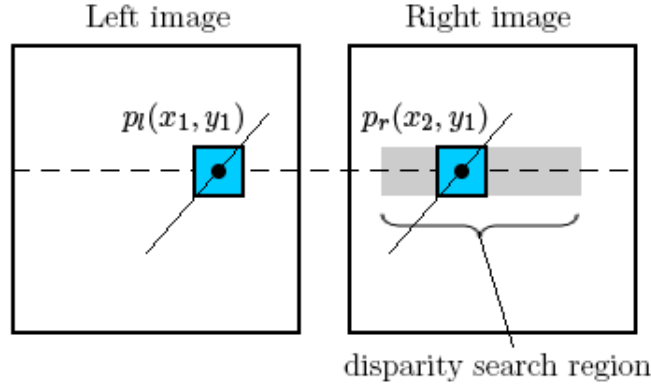 Left image
Right image
p_l(x_1, y_1)
p_r(x_2, y_1)
disparity search region